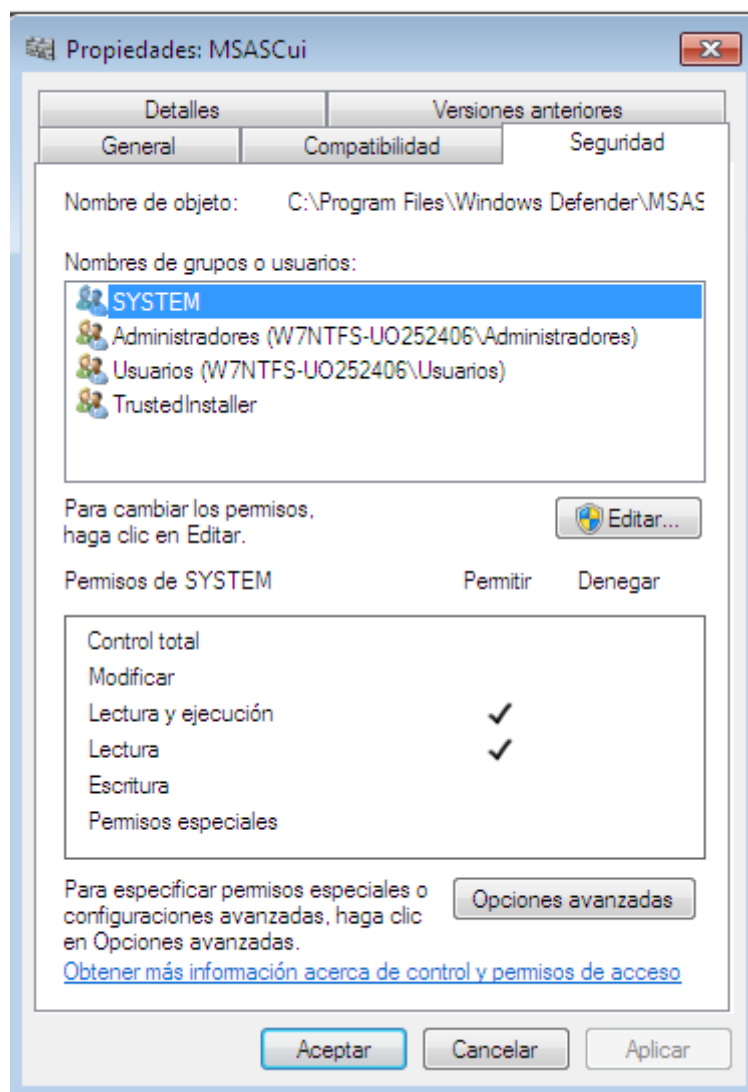 Propiedades: MSASCui
Detalles
Versiones anteriores
General
Compatibilidad
Seguridad
Nombre de objeto: C:\Program Files\Windows Defender\MSAS
Nombres de grupos o usuarios:
SYSTEM
Administradores (W7NTFS-UO252406\Administradores)
Usuarios (W7NTFS-UO252406\Usuarios)
TrustedInstaller
Para cambiar los permisos,
haga clic en Editar.
Editar...
Permisos de SYSTEM Permitir Denegar
Control total
Modificar
Lectura y ejecución
Lectura
Escritura
Permisos especiales
Para especificar permisos especiales o
configuraciones avanzadas, haga clic
en Opciones avanzadas.
Opciones avanzadas
Obtener más información acerca de control y permisos de acceso
Aceptar
Cancelar
Aplicar